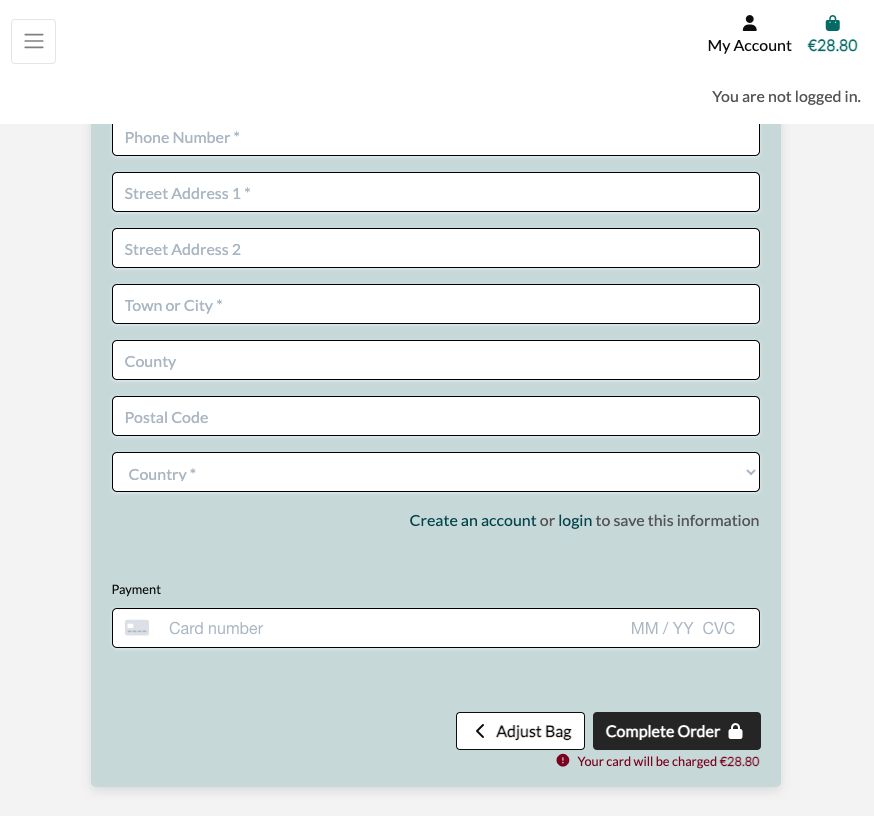 My Account
€28.80
You are not logged in.
Phone Number *
Street Address 1 *
Street Address 2
Town or City *
County
Postal Code
Country *
Create an account or login to save this information
Payment
Card number MM / YY CVC
Adjust Bag Complete Order
Your card will be charged €28.80